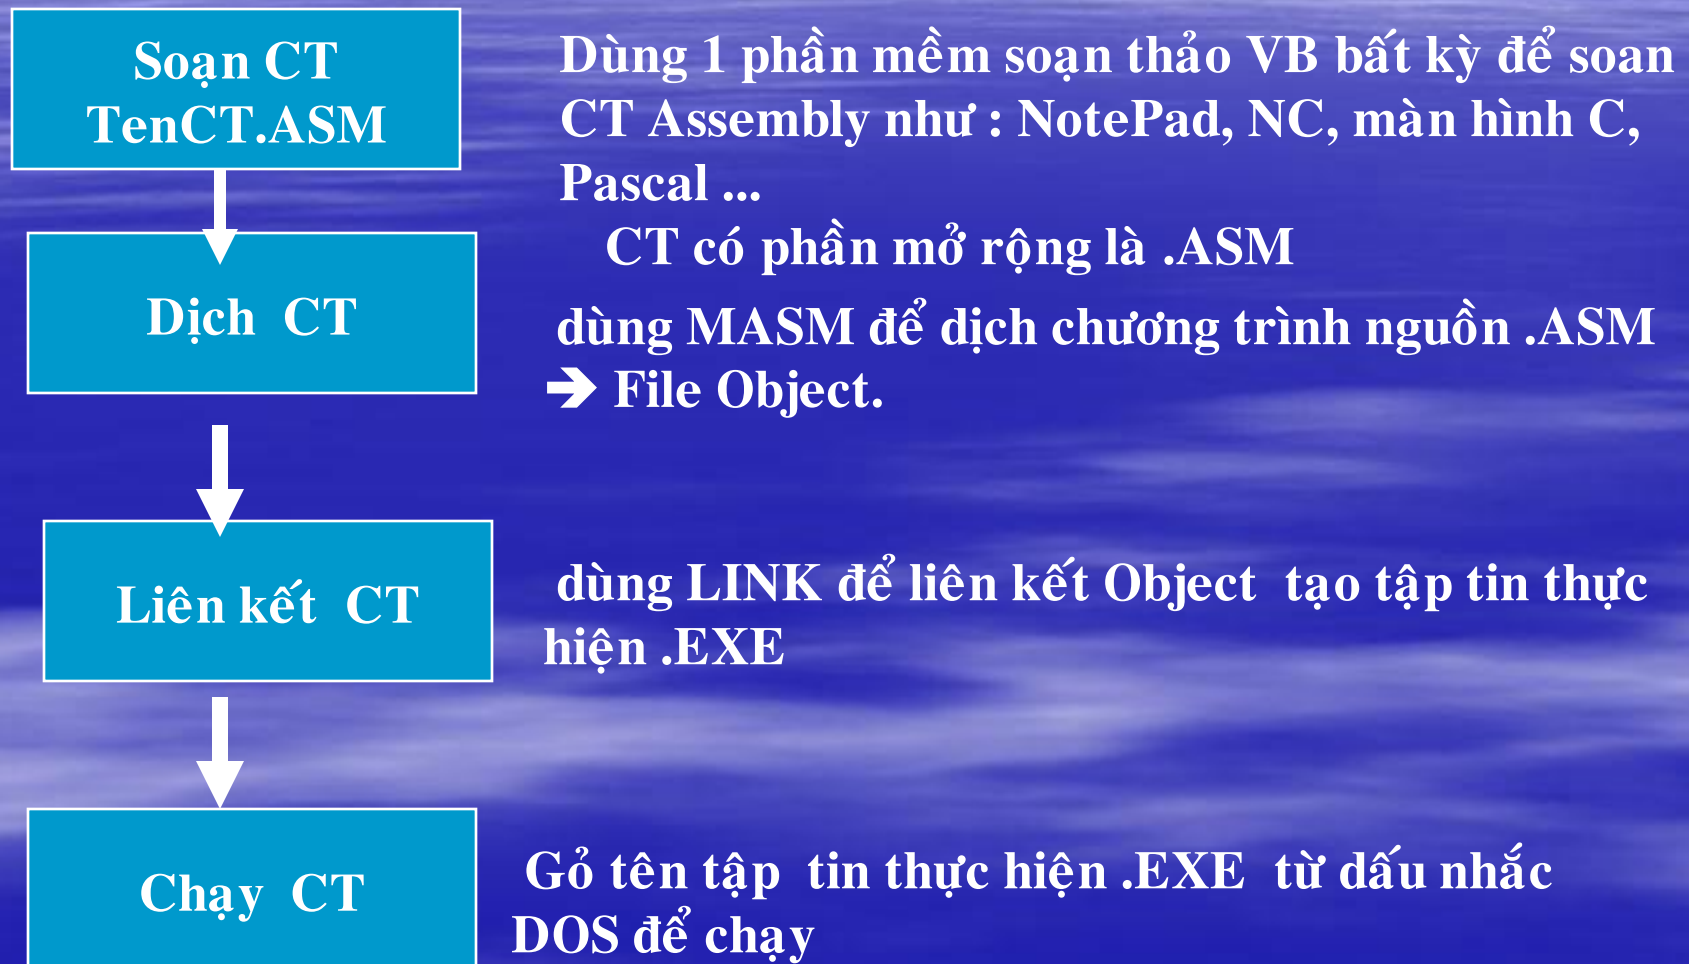 Soạn CT
TenCT.ASM
Dùng 1 phần mềm soạn thảo VB bất kỳ để soan
CT Assembly như : NotePad, NC, màn hình C,
Pascal ...
CT có phần mở rộng là .ASM
Dịch CT
dùng MASM để dịch chương trình nguồn .ASM
➔ File Object.
Liên kết CT
dùng LINK để liên kết Object tạo tập tin thực
hiện .EXE
Chạy CT
Gỏ tên tập tin thực hiện .EXE từ dấu nhắc
DOS để chạy